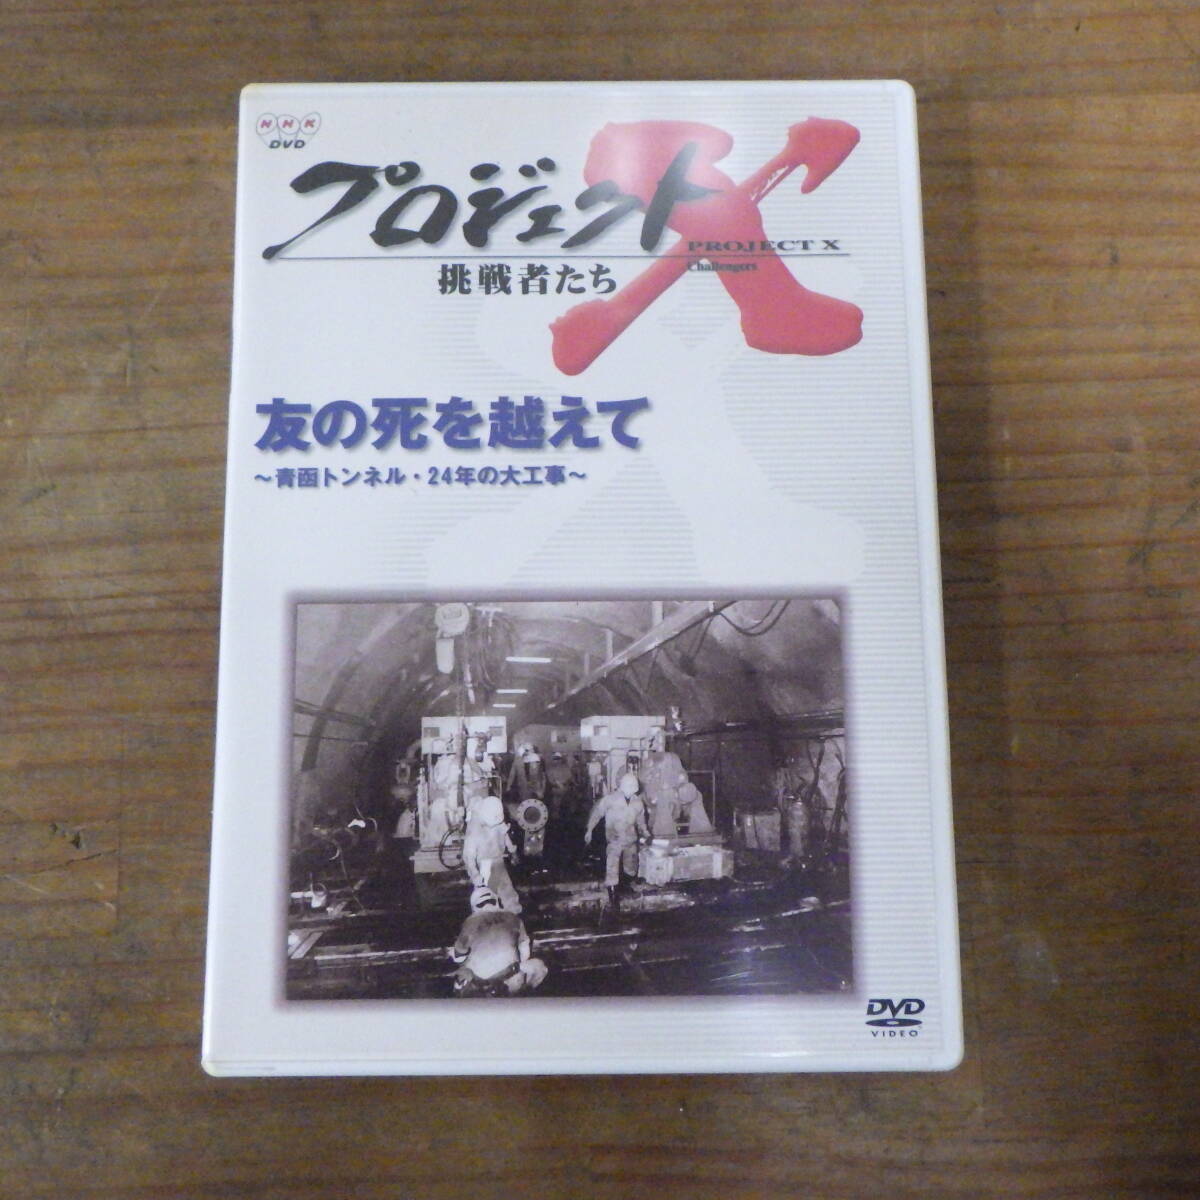 NHK
DVD
プロジェクトX
PROJECT X
Challengers
挑戦者たち
友の死を越えて
～青函トンネル・24年の大工事～
DVD
VIDEO